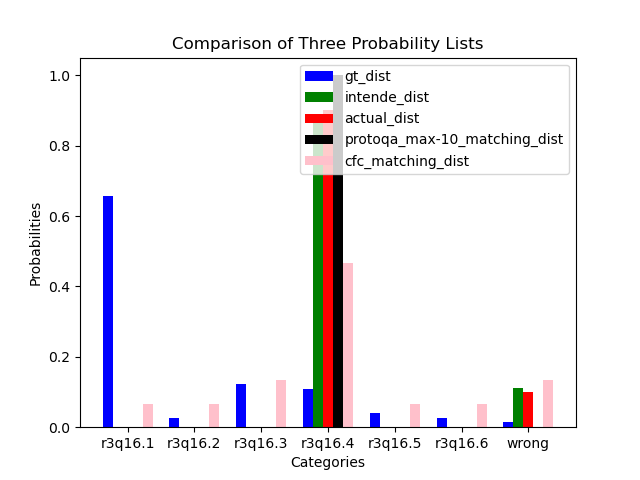 Comparison of Three Probability Lists
gt_dist
intende_dist
actual_dist
protoqa_max-10_matching_dist
cfc_matching_dist
Probabilities
1.0
0.8
0.6
0.4
0.2
0.0
r3q16.1 r3q16.2 r3q16.3 r3q16.4 r3q16.5 r3q16.6 wrong
Categories